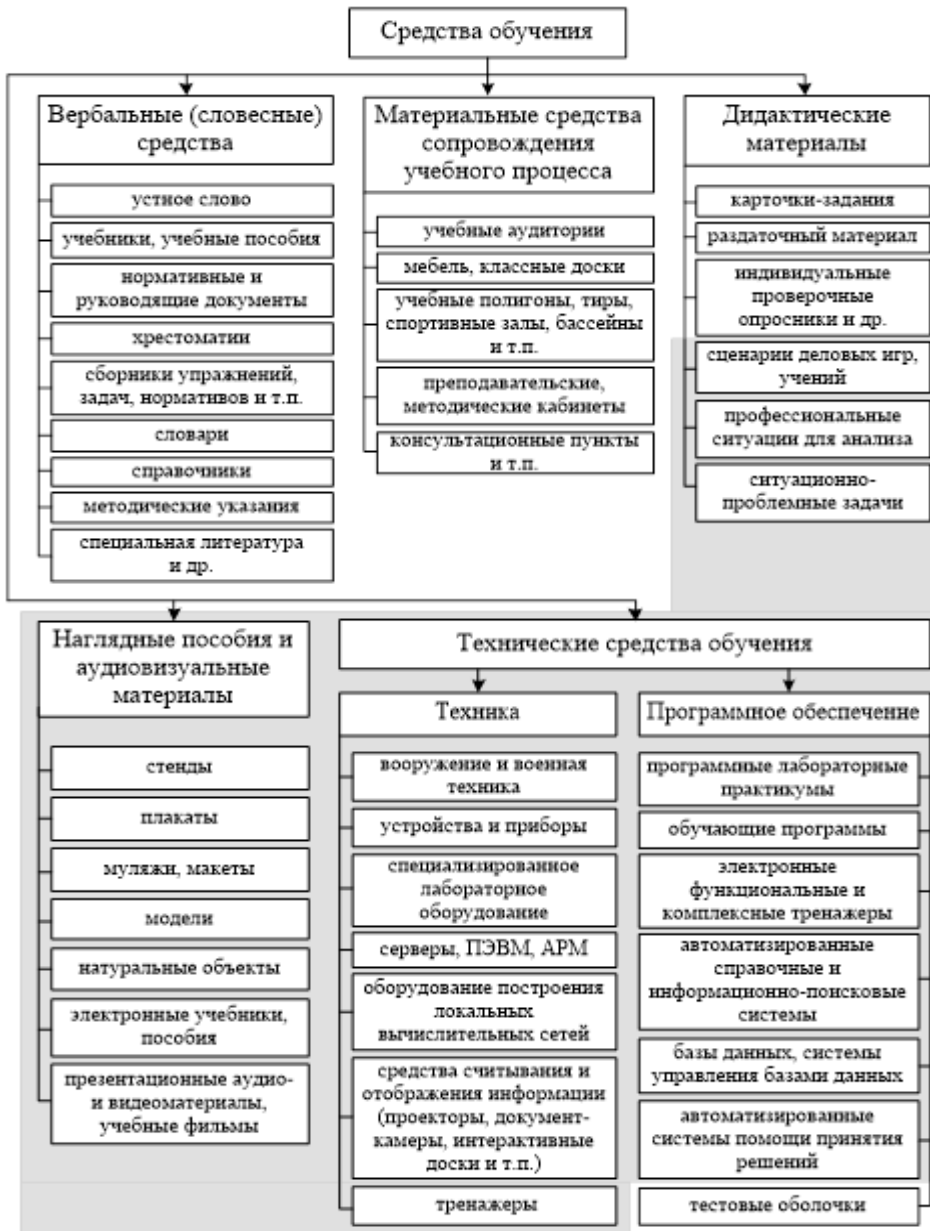 Средства обучения
Вербальные (словесные)
средства
устное слово
учебники, учебные пособия
нормативные и
руководящие документы
хрестоматии
сборники упражнений,
задач, нормативов и т.п.
словари
справочники
методические указания
специальная литература
и др.
Материальные средства
сопровождения
учебного процесса
учебные аудитории
мебель, классные доски
учебные полигоны, тиры,
спортивные залы, бассейны
и т.п.
преподавательские,
методические кабинеты
консультационные пункты
и т.п.
Дидактические
материалы
карточки-задания
раздаточный материал
индивидуальные
проверочные
опросники и др.
сценарии деловых игр,
учений
профессиональные
ситуации для анализа
ситуационно-
проблемные задачи
Наглядные пособия и
аудиовизуальные
материалы
стенды
плакаты
муляжи, макеты
модели
натуральные объекты
электронные учебники,
пособия
презентационные аудио-
и видеоматериалы,
учебные фильмы
Технические средства обучения
Техника
вооружение и военная
техника
устройства и приборы
специализированное
лабораторное
оборудование
серверы, ПЭВМ, АРМ
оборудование построения
локальных
вычислительных сетей
средства считывания и
отображения информации
(проекторы, документ-
камеры, интерактивные
доски и т.п.)
тренажеры
Программное обеспечение
программные лабораторные
практикумы
обучающие программы
электронные
функциональные и
комплексные тренажеры
автоматизированные
справочные и
информационно-поисковые
системы
базы данных, системы
управления базами данных
автоматизированные
системы помощи принятия
решений
тестовые оболочки